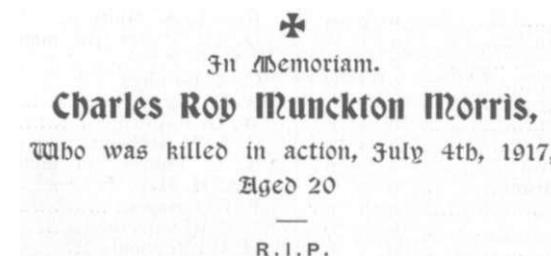 In Memoriam.
Charles Roy Munckton Morris,
Who was killed in action, July 4th, 1917,
Aged 20
R.I.P.